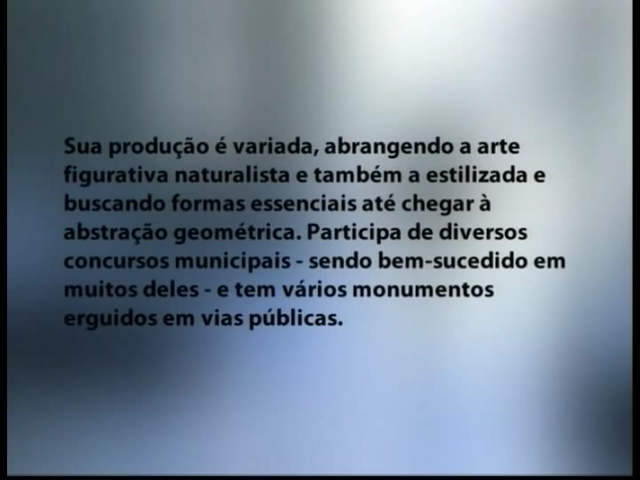 Sua produção é variada, abrangendo a arte
figurativa naturalista e também a estilizada e
buscando formas essenciais até chegar à
abstração geométrica. Participa de diversos
concursos municipais - sendo bem-sucedido em
muitos deles - e tem vários monumentos
erguidos em vias públicas.